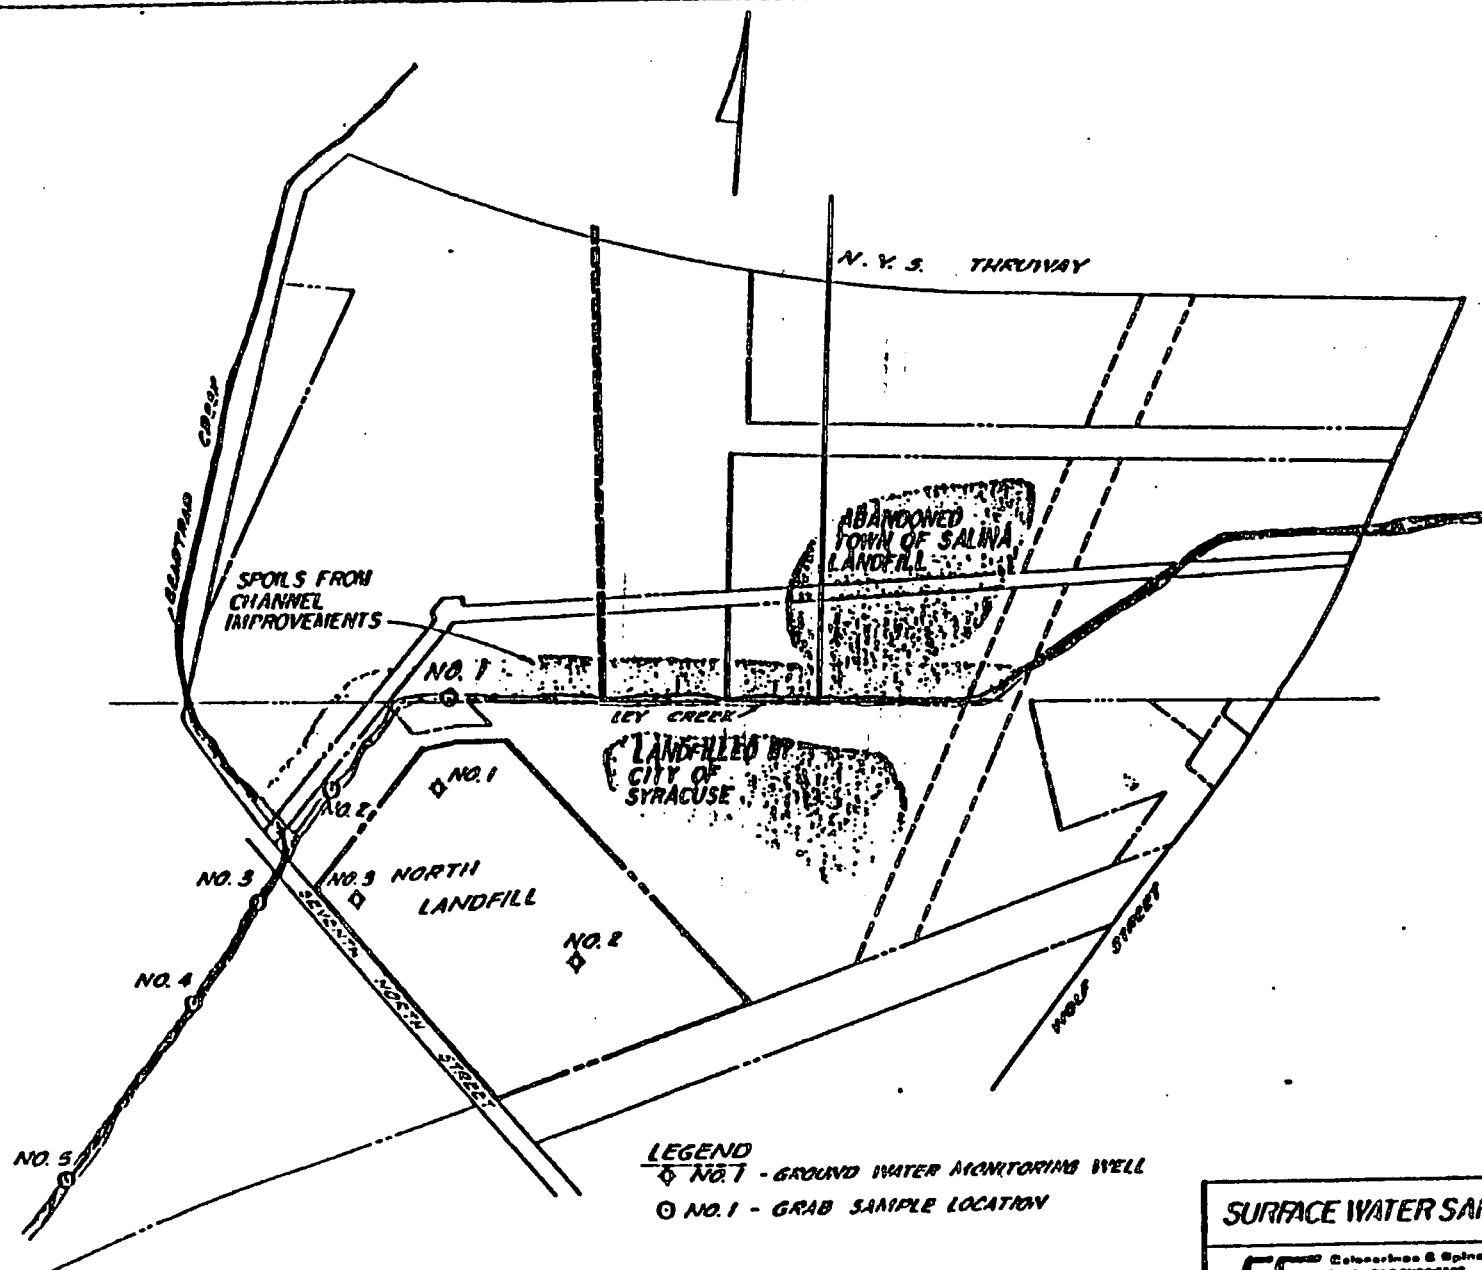 N. Y. S. THRUWAY
BEARTRAP
CREEK
ABANDONED
TOWN OF SALINA
LANDFILL
SPOILS FROM
CHANNEL
IMPROVEMENTS
NO. 1
LEY CREEK
LANDFILLED BY
CITY OF
SYRACUSE
NO. 1
NO. 2
NO. 3
NO. 3
NORTH
LANDFILL
NO. 2
SEVENTH NORTH STREET
NO. 4
WOLF STREET
NO. 5
LEGEND
NO. 1 - GROUND WATER MONITORING WELL
NO. 1 - GRAB SAMPLE LOCATION
SURFACE WATER SA